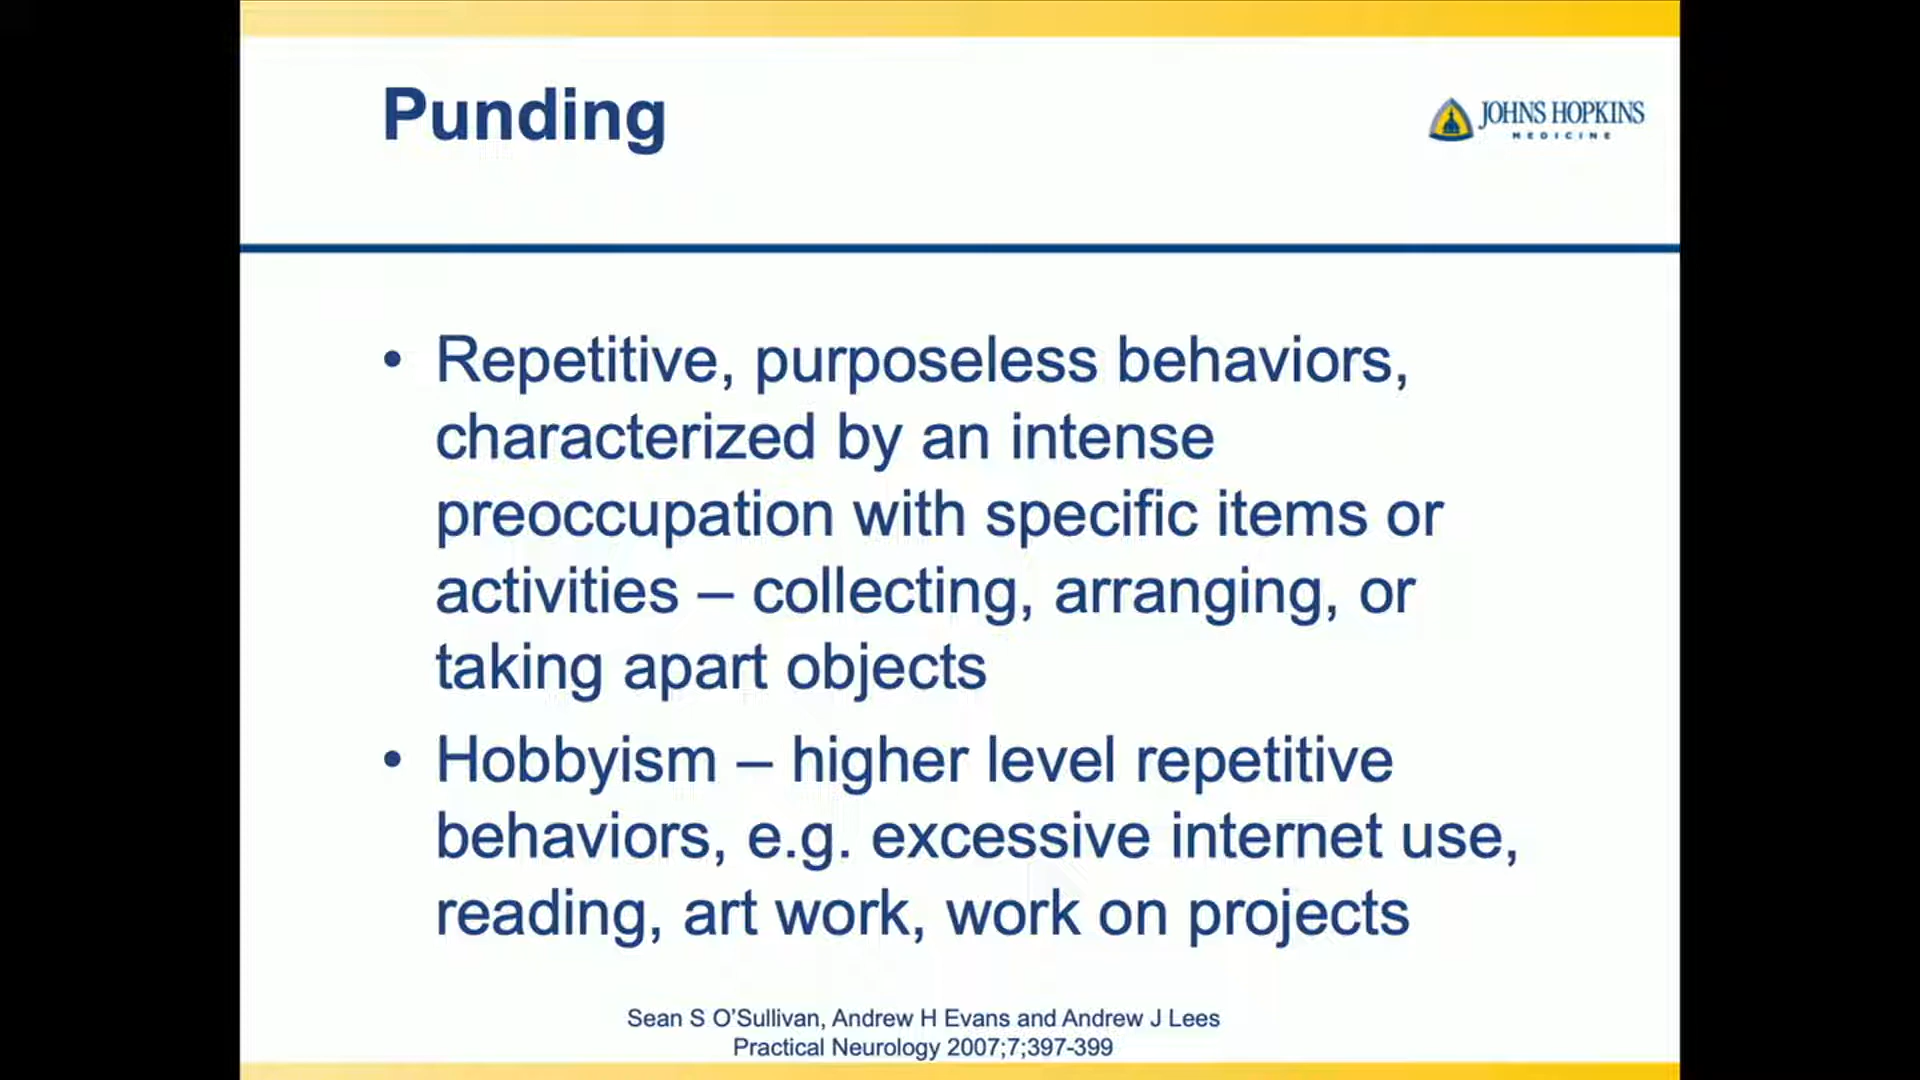 Punding
JOHNS HOPKINS
MEDICINE
• Repetitive, purposeless behaviors,
characterized by an intense
preoccupation with specific items or
activities – collecting, arranging, or
taking apart objects
• Hobbyism – higher level repetitive
behaviors, e.g. excessive internet use,
reading, art work, work on projects
Sean S O'Sullivan, Andrew H Evans and Andrew J Lees
Practical Neurology 2007;7;397-399